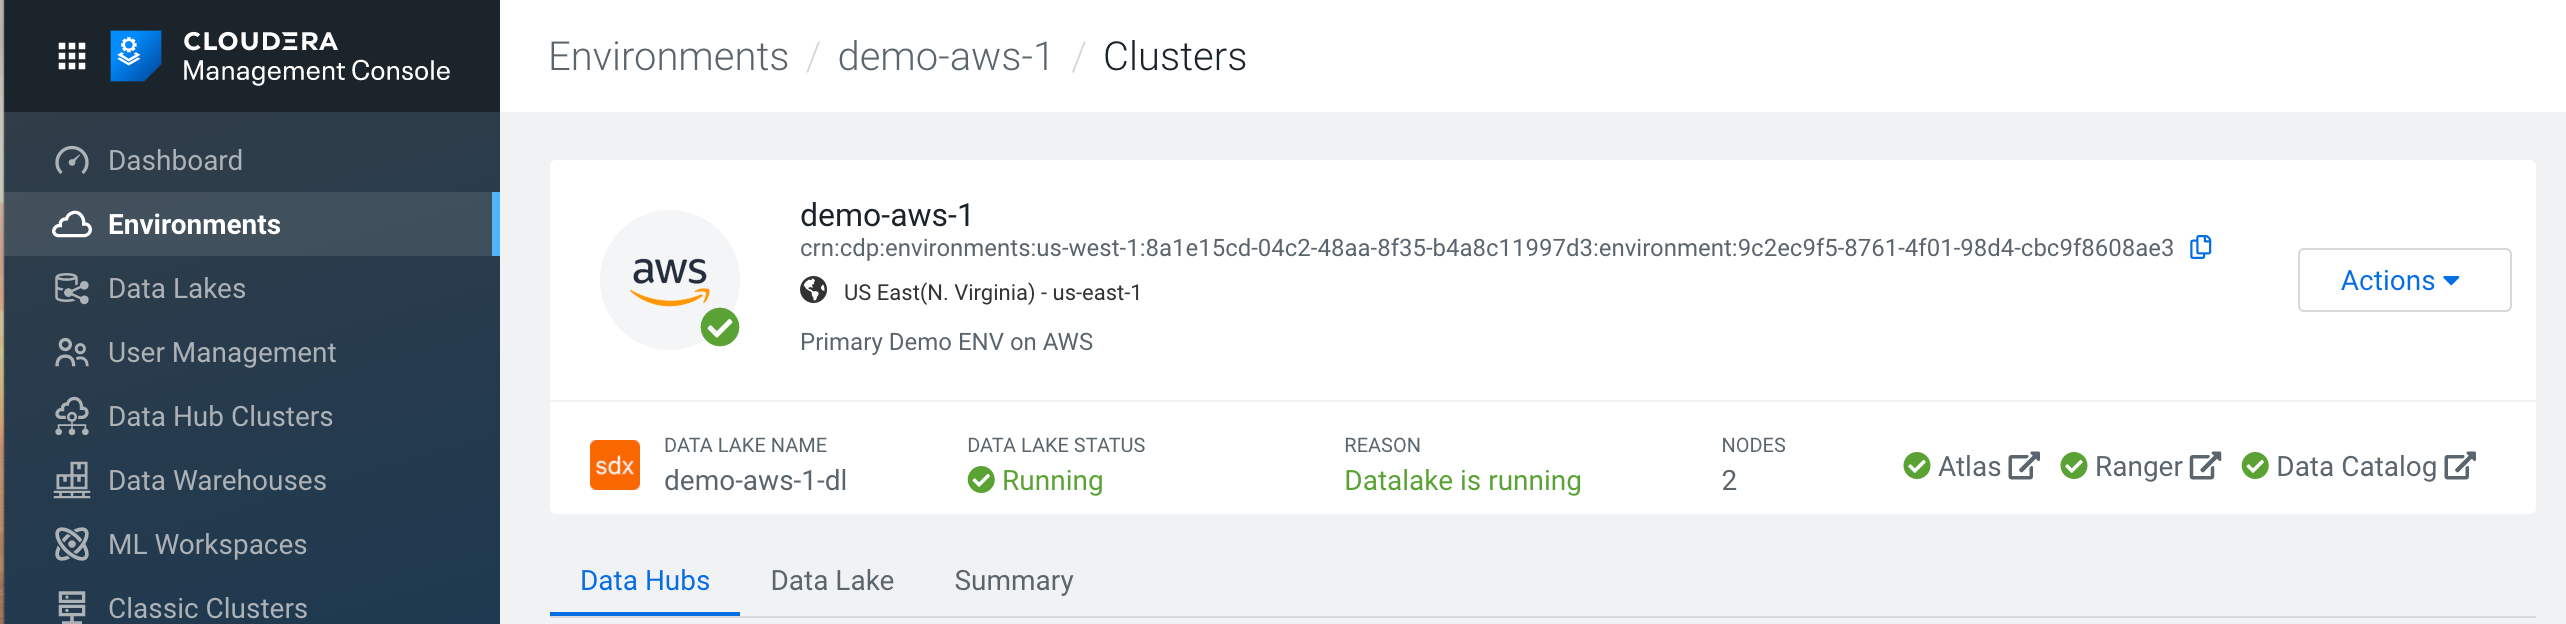 CLOUDERA
Management Console
Environments / demo-aws-1 / Clusters
Dashboard
Environments
Data Lakes
User Management
Data Hub Clusters
Data Warehouses
ML Workspaces
Classic Clusters
aws
demo-aws-1
crn:cdp:environments:us-west-1:8a1e15cd-04c2-48aa-8f35-b4a8c11997d3:environment:9c2ec9f5-8761-4f01-98d4-cbc9f8608ae3
US East(N. Virginia) - us-east-1
Primary Demo ENV on AWS
Actions
sdx
DATA LAKE NAME
demo-aws-1-dl
DATA LAKE STATUS
Running
REASON
Datalake is running
NODES
2
Atlas
Ranger
Data Catalog
Data Hubs
Data Lake
Summary